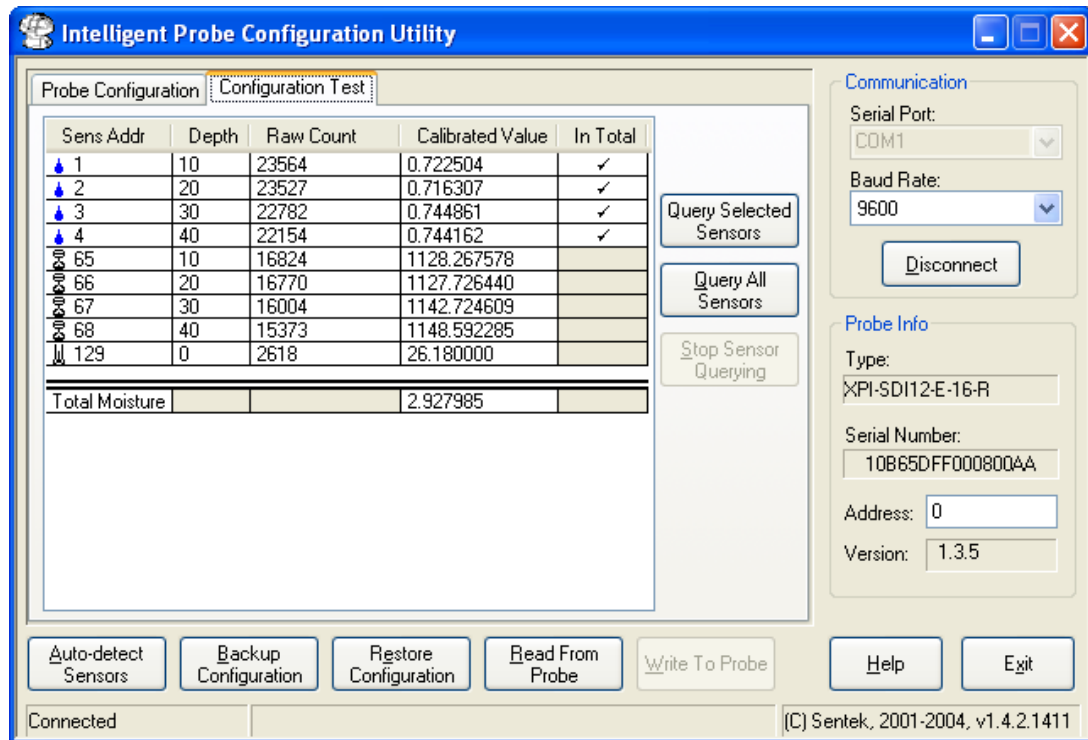 Intelligent Probe Configuration Utility
Probe Configuration Configuration Test
Sens Addr Depth Raw Count Calibrated Value In Total
1 10 23564 0.722504 ✓
2 20 23527 0.716307 ✓
3 30 22782 0.744861 ✓
4 40 22154 0.744162 ✓
65 10 16824 1128.267578
66 20 16770 1127.726440
67 30 16004 1142.724609
68 40 15373 1148.592285
129 0 2618 26.180000
Total Moisture 2.927985
Query Selected
Sensors
Query All
Sensors
Stop Sensor
Querying
Communication
Serial Port:
COM1
Baud Rate:
9600
Disconnect
Probe Info
Type:
XPI-SDI12-E-16-R
Serial Number:
10B65DFF000800AA
Address: 0
Version: 1.3.5
Auto-detect
Sensors
Backup
Configuration
Restore
Configuration
Read From
Probe
Write To Probe
Help
Exit
Connected
(C) Sentek, 2001-2004, v1.4.2.1411